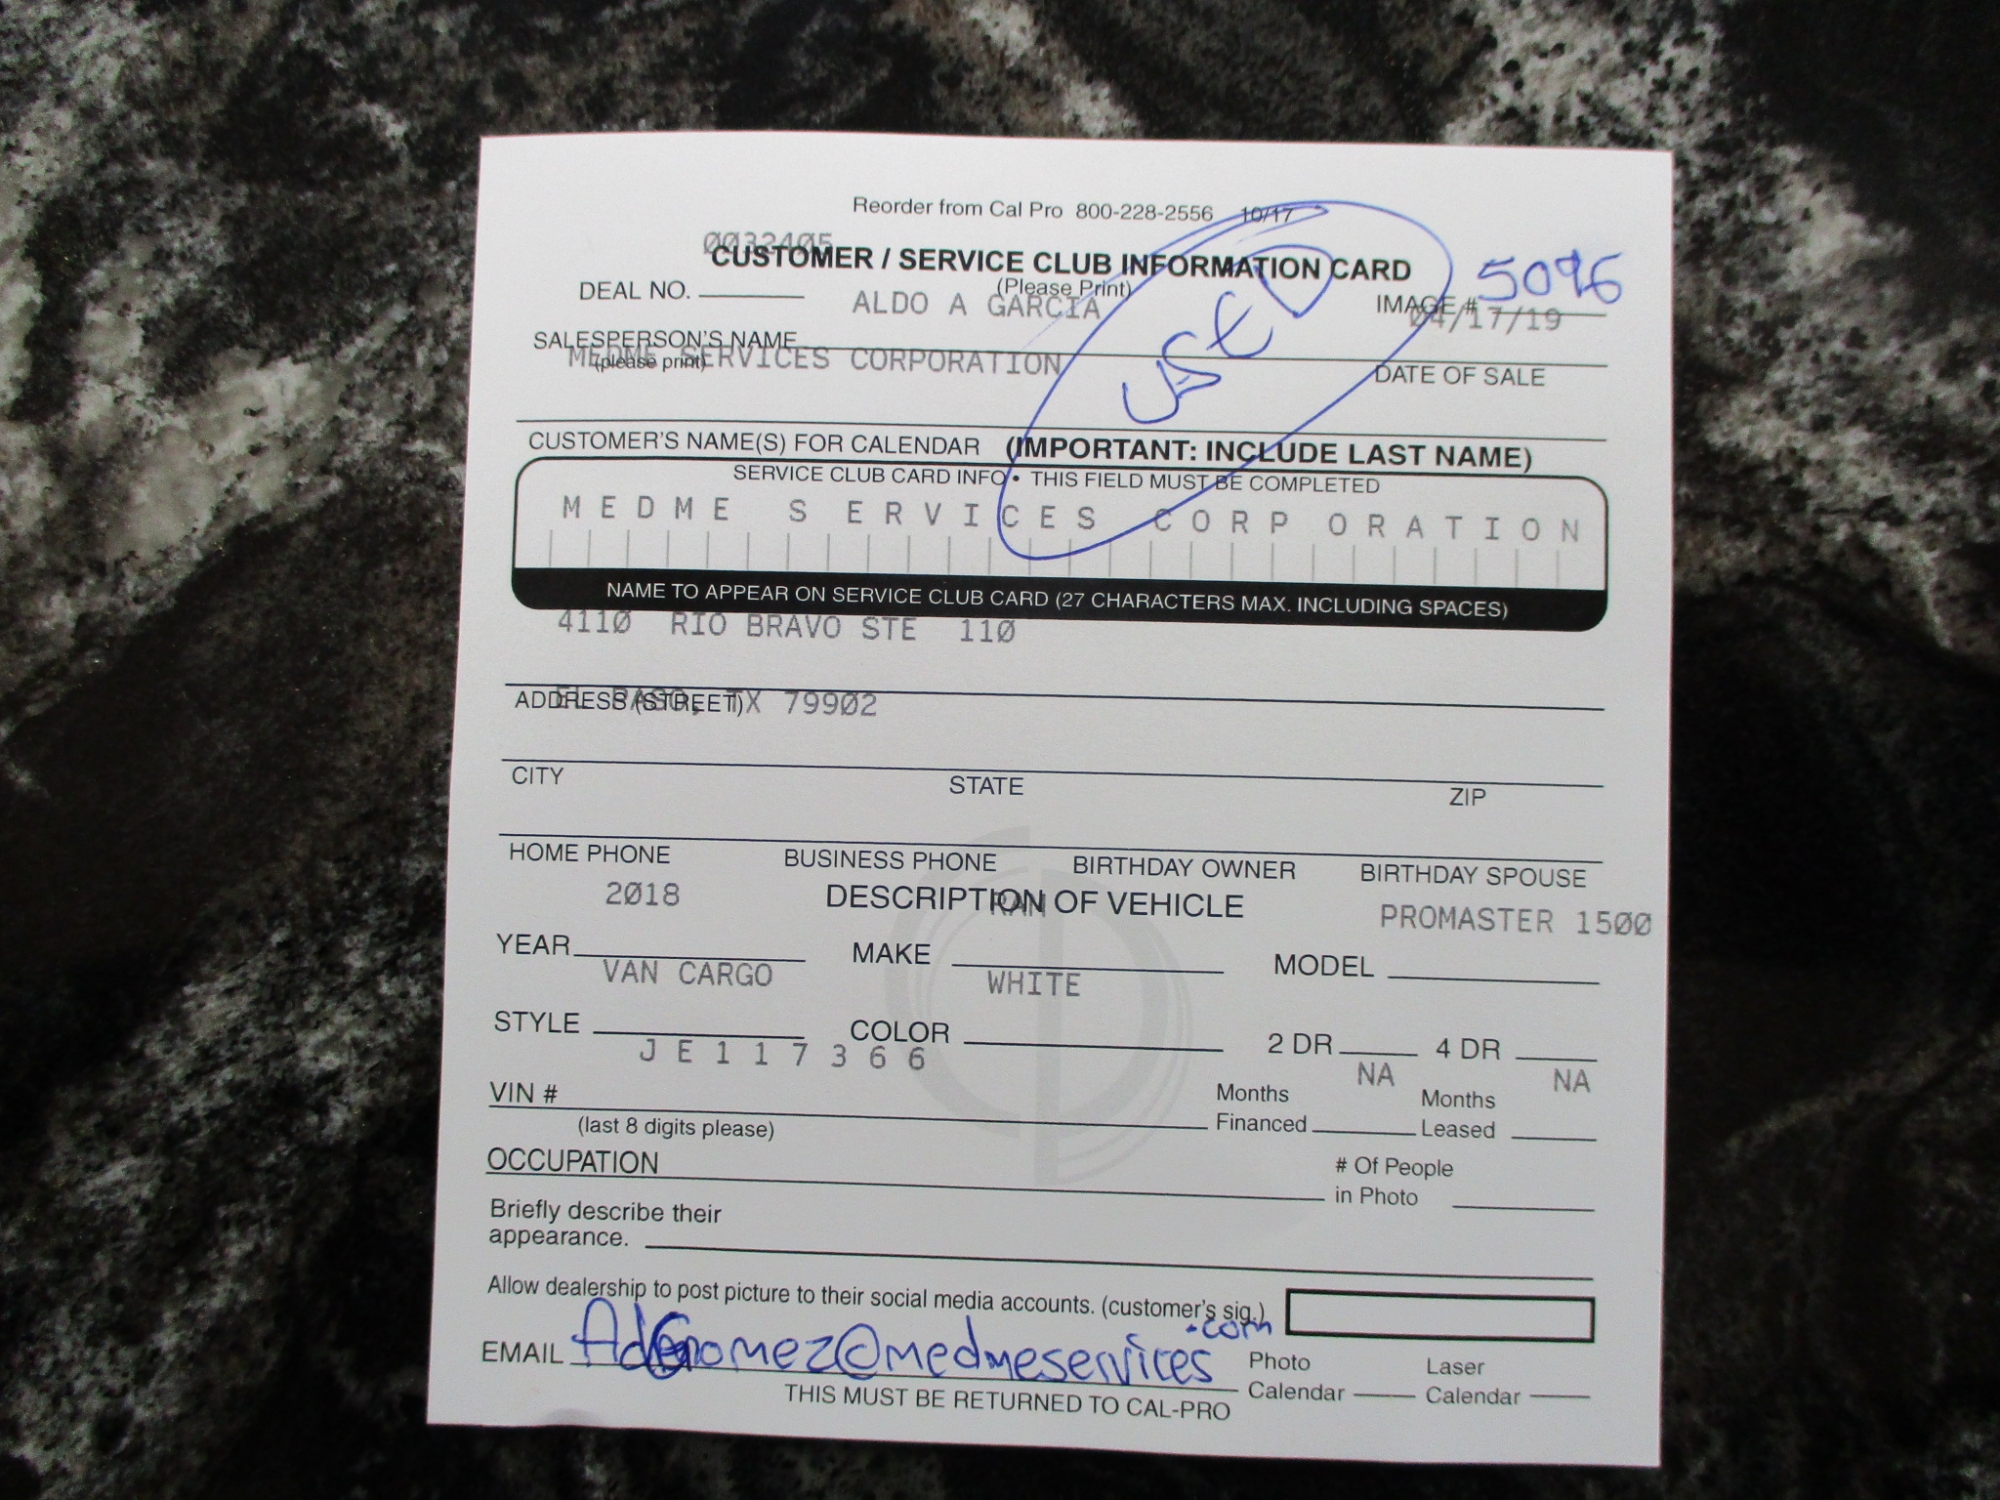 Reorder from Cal Pro 800-228-2556 10/17
0032405
CUSTOMER / SERVICE CLUB INFORMATION CARD
(Please Print)
DEAL NO.
ALDO A GARCIA
IMAGE # 5096
04/17/19
USED
SALESPERSON'S NAME
(please print)
MEDME SERVICES CORPORATION
DATE OF SALE
CUSTOMER'S NAME(S) FOR CALENDAR (IMPORTANT: INCLUDE LAST NAME)
SERVICE CLUB CARD INFO • THIS FIELD MUST BE COMPLETED
MEDME SERVICES CORPORATION
NAME TO APPEAR ON SERVICE CLUB CARD (27 CHARACTERS MAX. INCLUDING SPACES)
4110 RIO BRAVO STE 110
ADDRESS (STREET)
EL PASO, TX 79902
CITY STATE ZIP
HOME PHONE BUSINESS PHONE BIRTHDAY OWNER BIRTHDAY SPOUSE
DESCRIPTION OF VEHICLE
2018 RAM PROMASTER 1500
YEAR MAKE MODEL
VAN CARGO WHITE
STYLE COLOR 2 DR 4 DR
JE117366 NA NA
VIN # Months Financed Months Leased
(last 8 digits please)
OCCUPATION # Of People in Photo
Briefly describe their
appearance.
Allow dealership to post picture to their social media accounts. (customer's sig.)
EMAIL AdGomez@medmeservices.com
Photo Calendar Laser Calendar
THIS MUST BE RETURNED TO CAL-PRO